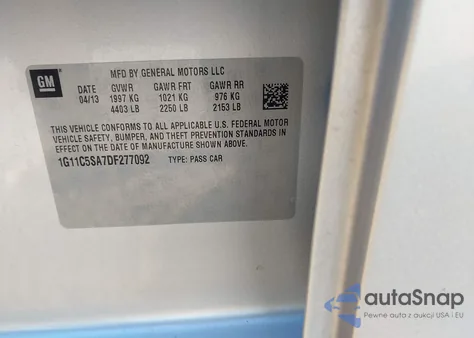 GM
MFD BY GENERAL MOTORS LLC
DATE GVWR GAWR FRT GAWR RR
04/13 1997 KG 1021 KG 976 KG
4403 LB 2250 LB 2153 LB
THIS VEHICLE CONFORMS TO ALL APPLICABLE U.S. FEDERAL MOTOR
VEHICLE SAFETY, BUMPER, AND THEFT PREVENTION STANDARDS IN
EFFECT ON THE DATE OF MANUFACTURE SHOWN ABOVE.
1G11C5SA7DF277092 TYPE: PASS CAR
autaSnap
Pewne auta z aukcji USA i EU